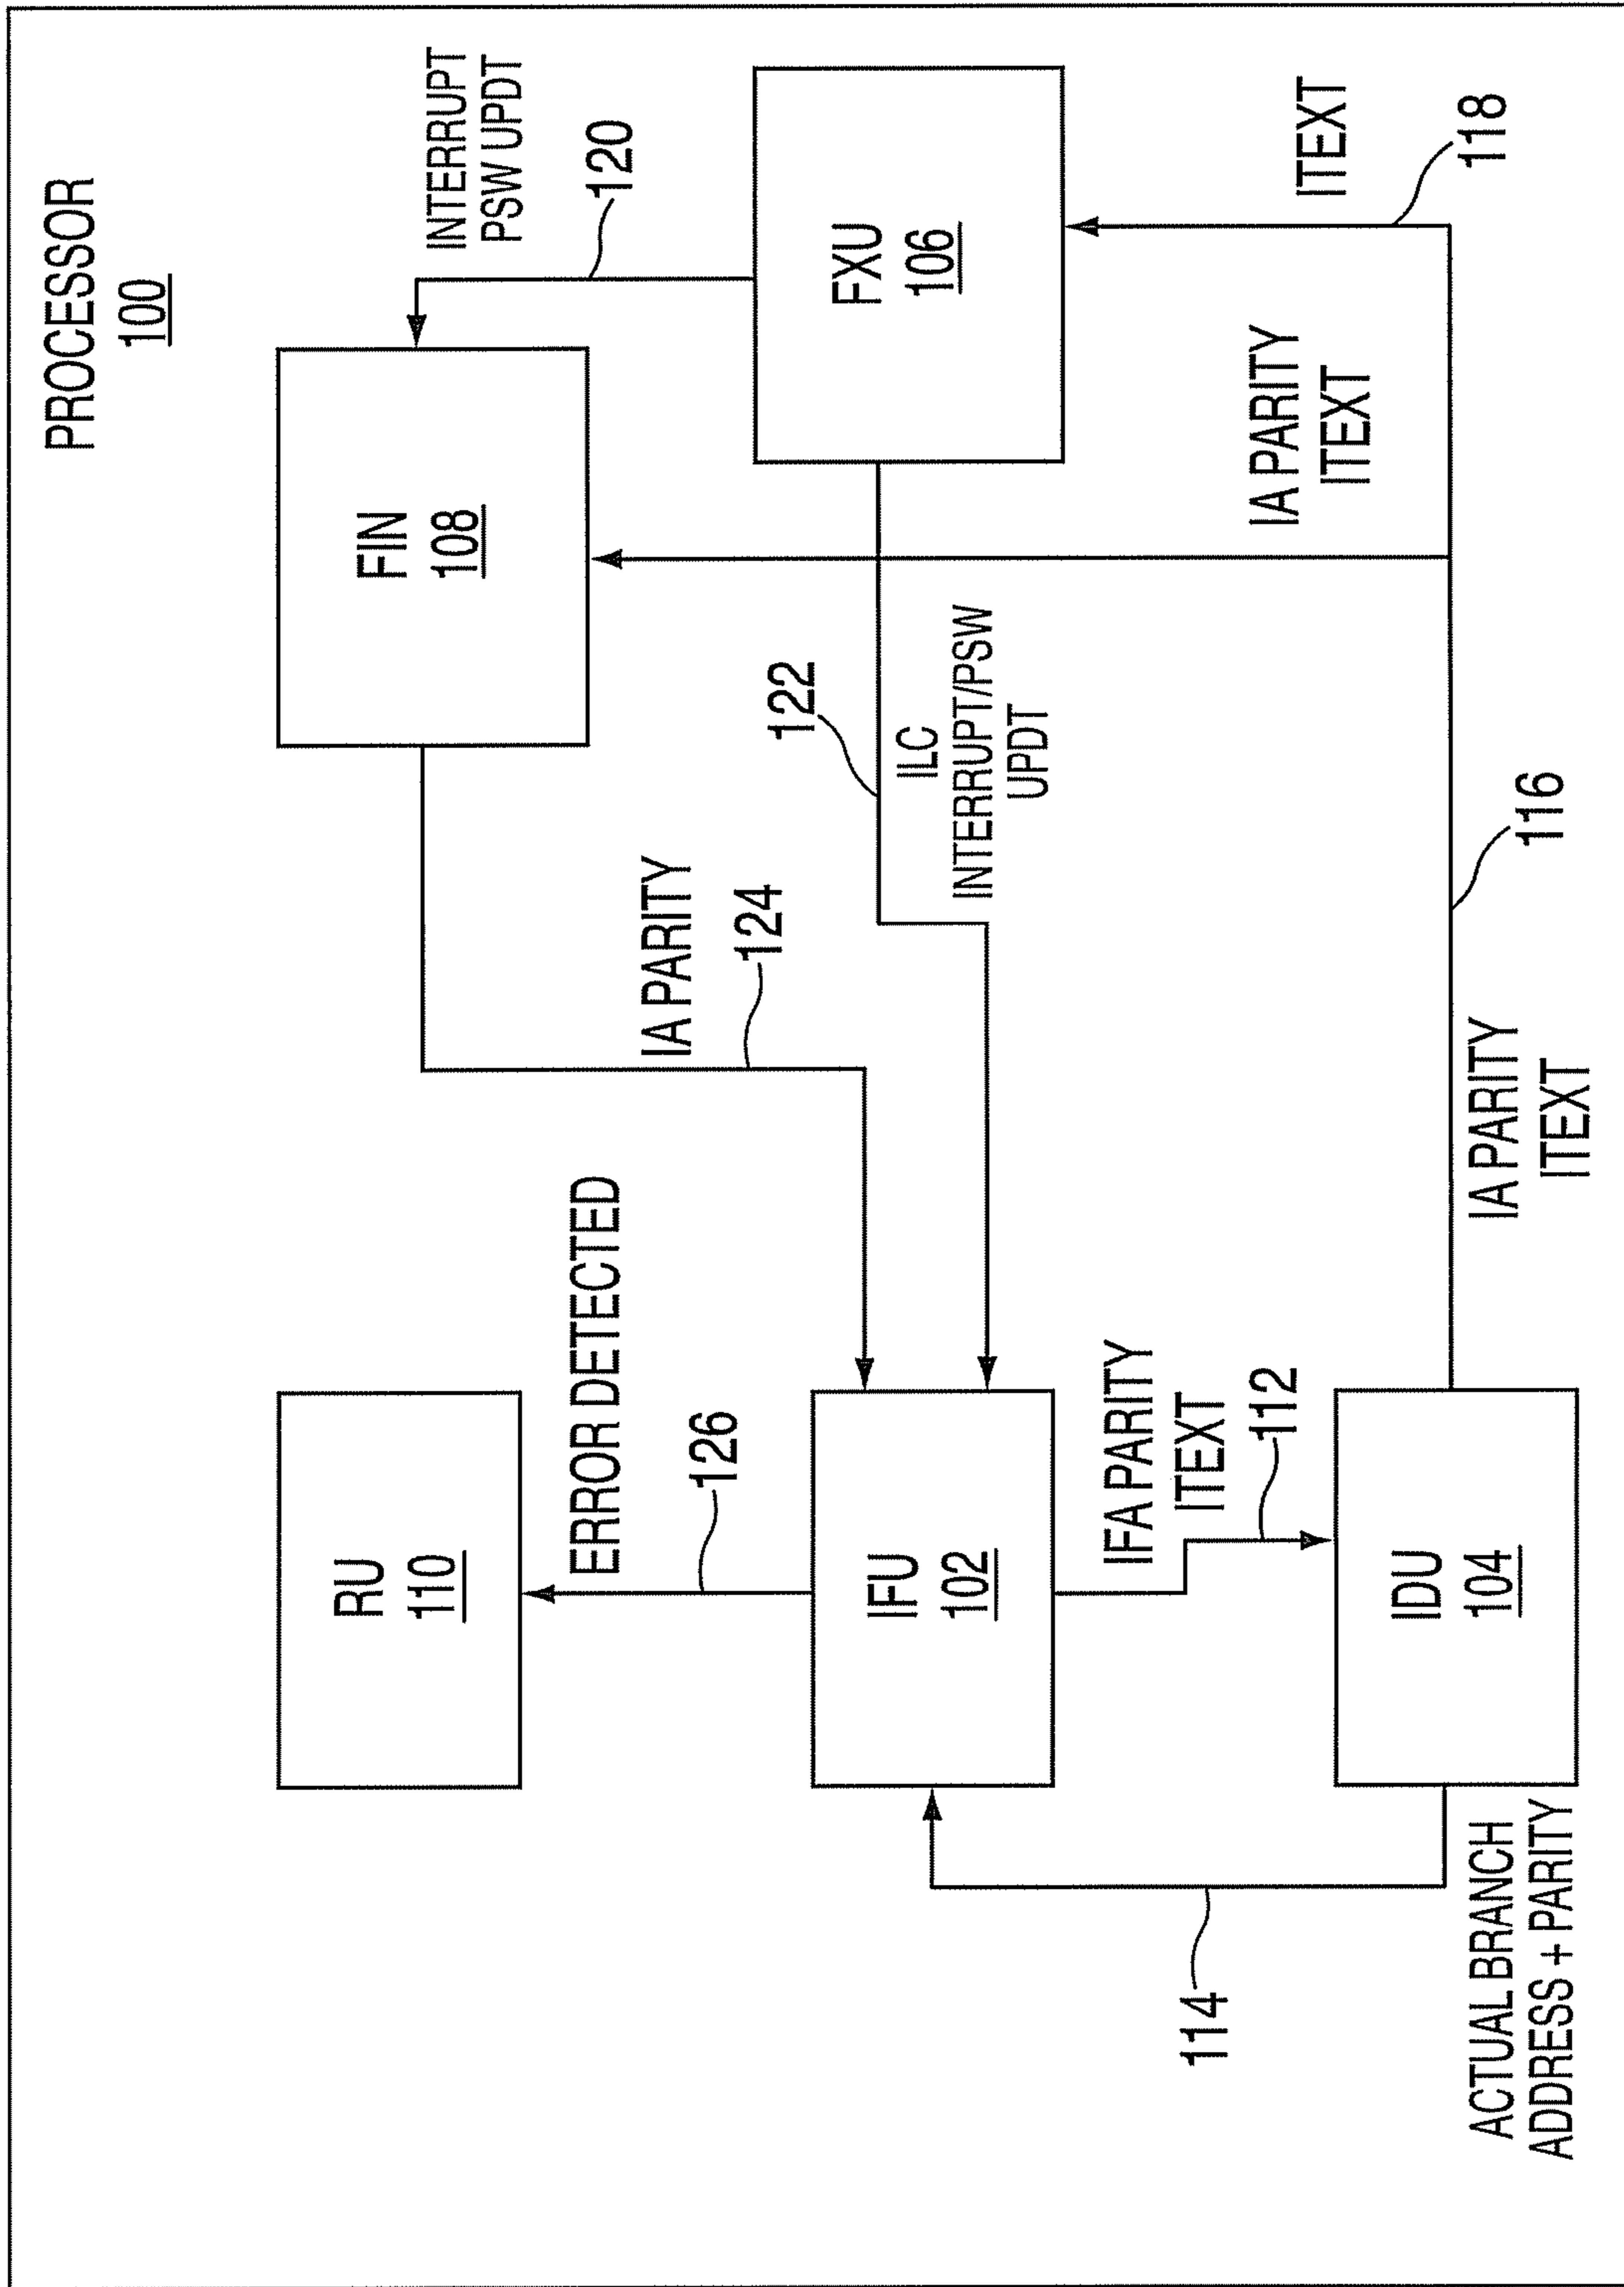 PROCESSOR
100
RU
110
FIN
108
INTERRUPT
PSW UPDT
120
ERROR DETECTED
126
IA PARITY
124
122
ILC
INTERRUPT/PSW
UPDT
IFU
102
FXU
106
114
IFA PARITY
ITEXT
112
IA PARITY
ITEXT
ITEXT
118
IDU
104
ACTUAL BRANCH
ADDRESS + PARITY
IA PARITY
ITEXT
116